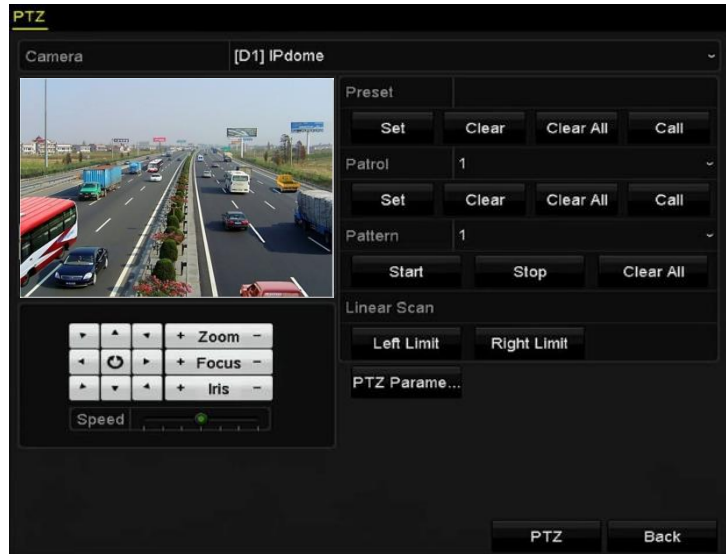 PTZ
Camera [D1] IPdome
Preset
Set Clear Clear All Call
Patrol 1
Set Clear Clear All Call
Pattern 1
Start Stop Clear All
Linear Scan
Left Limit Right Limit
PTZ Parame...
+ Zoom -
+ Focus -
+ Iris -
Speed
PTZ Back